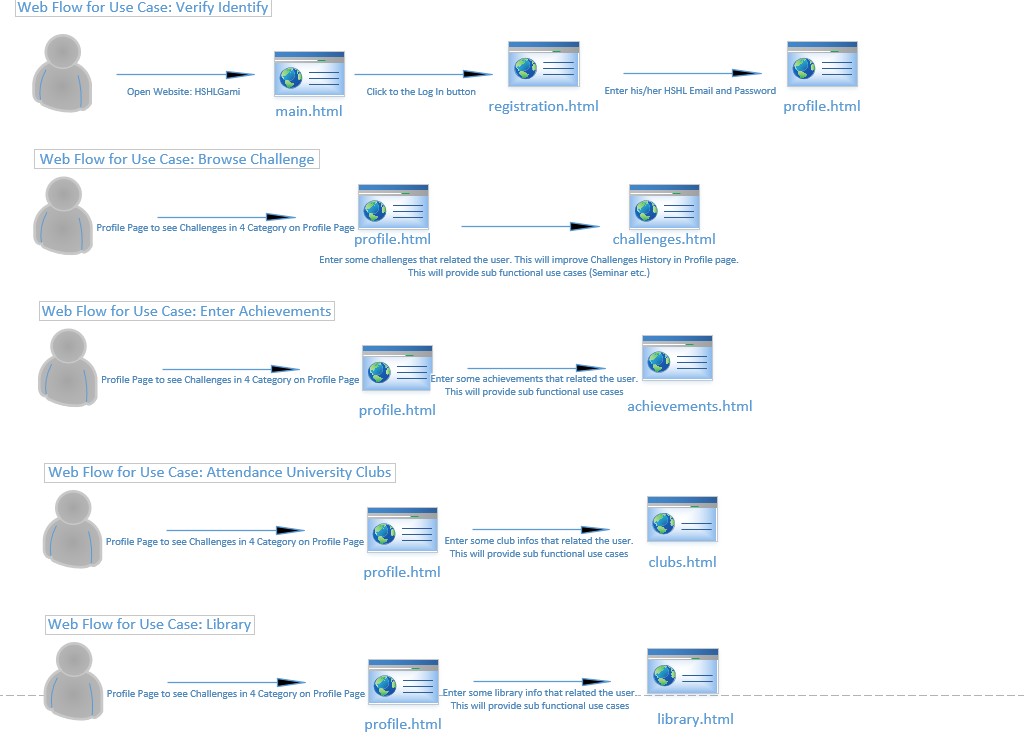 Web Flow for Use Case: Verify Identify
Open Website: HSHLGami
Click to the Log In button
Enter his/her HSHL Email and Password
main.html
registration.html
profile.html
Web Flow for Use Case: Browse Challenge
Profile Page to see Challenges in 4 Category on Profile Page
profile.html
challenges.html
Enter some challenges that related the user. This will improve Challenges History in Profile page.
This will provide sub functional use cases (Seminar etc.)
Web Flow for Use Case: Enter Achievements
Profile Page to see Challenges in 4 Category on Profile Page
Enter some achievements that related the user.
This will provide sub functional use cases
profile.html
achievements.html
Web Flow for Use Case: Attendance University Clubs
Profile Page to see Challenges in 4 Category on Profile Page
Enter some club infos that related the user.
This will provide sub functional use cases
profile.html
clubs.html
Web Flow for Use Case: Library
Profile Page to see Challenges in 4 Category on Profile Page
Enter some library info that related the user.
This will provide sub functional use cases
profile.html
library.html